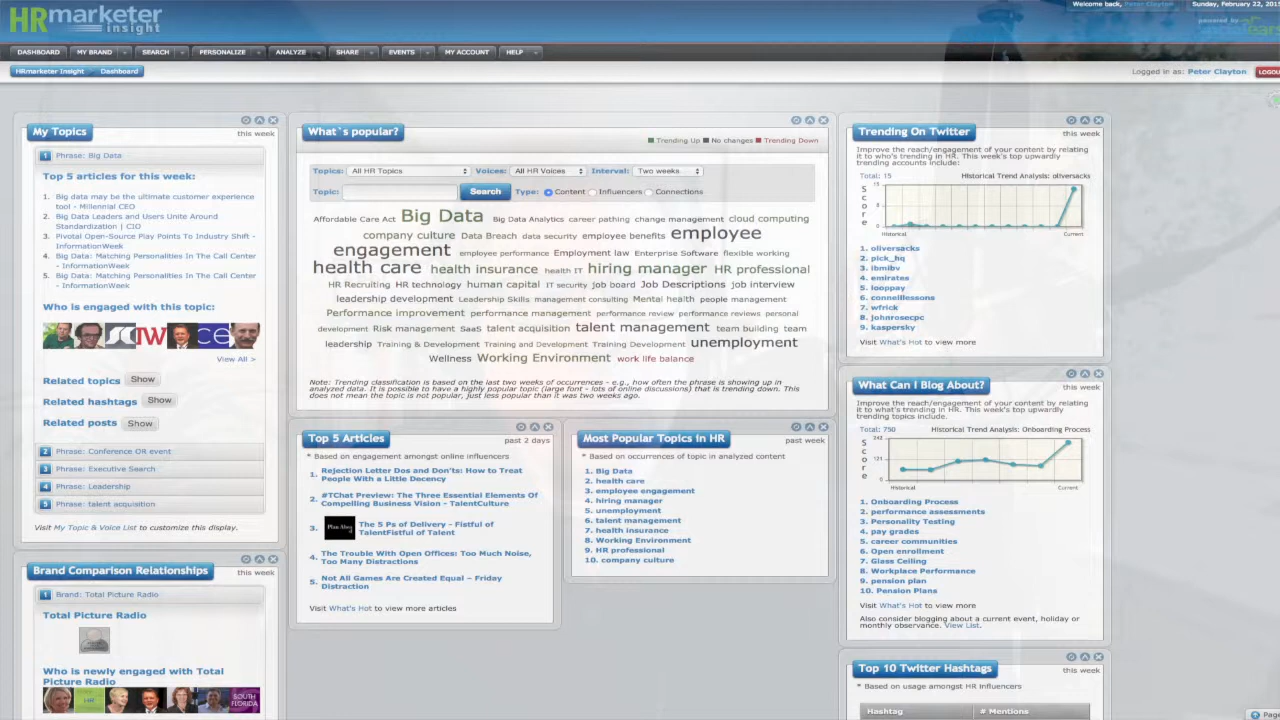 HRmarketer
insight
Welcome back, Peter Clayton
Sunday, February 22, 201
powered by
DASHBOARD MY BRAND SEARCH PERSONALIZE ANALYZE SHARE EVENTS MY ACCOUNT HELP
HRmarketer Insight Dashboard
Logged in as: Peter Clayton LOGOU
My Topics
this week
1 Phrase: Big Data
Top 5 articles for this week:
1. Big data may be the ultimate customer experience
tool - Millennial CEO
2. Big Data Leaders and Users Unite Around
Standardization | CIO
3. Pivotal Open-Source Play Points To Industry Shift -
InformationWeek
4. Big Data: Matching Personalities In The Call Center
- InformationWeek
5. Big Data: Matching Personalities In The Call Center
- InformationWeek
Who is engaged with this topic:
View All >
Related topics Show
Related hashtags Show
Related posts Show
2 Phrase: Conference OR event
3 Phrase: Executive Search
4 Phrase: Leadership
5 Phrase: talent acquisition
Visit My Topic & Voice List to customize this display.
Brand Comparison Relationships
this week
1 Brand: Total Picture Radio
Total Picture Radio
Who is newly engaged with Total
Picture Radio
SOUTH
FLORIDA
What`s popular?
Trending Up No changes Trending Down
Topics: All HR Topics Voices: All HR Voices Interval: Two weeks
Topic: Search Type: Content Influencers Connections
Affordable Care Act Big Data Big Data Analytics career pathing change management cloud computing
company culture Data Breach data security employee benefits employee
engagement employee performance Employment law Enterprise Software flexible working
health care health insurance health IT hiring manager HR professional
HR Recruiting HR technology human capital IT security job board Job Descriptions job interview
leadership development Leadership Skills management consulting Mental health people management
Performance improvement performance management performance review performance reviews personal
development Risk management SaaS talent acquisition talent management team building team
leadership Training & Development Training and Development Training Development unemployment
Wellness Working Environment work life balance
Note: Trending classification is based on the last two weeks of occurrences - e.g., how often the phrase is showing up in
analyzed data. It is possible to have a highly popular topic (large font - lots of online discussions) that is trending down. This
does not mean the topic is not popular, just less popular than it was two weeks ago.
Top 5 Articles
past 2 days
* Based on engagement amongst online influencers
1. Rejection Letter Dos and Don'ts: How to Treat
People With a Little Decency
2. #TChat Preview: The Three Essential Elements Of
Compelling Business Vision - TalentCulture
3. Plan Ahead The 5 Ps of Delivery - Fistful of
TalentFistful of Talent
4. The Trouble With Open Offices: Too Much Noise,
Too Many Distractions
5. Not All Games Are Created Equal – Friday
Distraction
Visit What's Hot to view more articles
Most Popular Topics in HR
past week
* Based on occurrences of topic in analyzed content
1. Big Data
2. health care
3. employee engagement
4. hiring manager
5. unemployment
6. talent management
7. health insurance
8. Working Environment
9. HR professional
10. company culture
Trending On Twitter
this week
Improve the reach/engagement of your content by relating
it to who's trending in HR. This week's top upwardly
trending accounts include:
Total: 15 Historical Trend Analysis: oliversacks
Score
15
8
0
Historical Current
1. oliversacks
2. pick_hq
3. ibmibv
4. emirates
5. looppay
6. conneillessons
7. wfrick
8. johnrosecpc
9. kaspersky
Visit What's Hot to view more
What Can I Blog About?
this week
Improve the reach/engagement of your content by relating
it to what's trending in HR. This week's top upwardly
trending topics include.
Total: 750 Historical Trend Analysis: Onboarding Process
Score
242
121
0
Historical Current
1. Onboarding Process
2. performance assessments
3. Personality Testing
4. pay grades
5. career communities
6. Open enrollment
7. Glass Ceiling
8. Workplace Performance
9. pension plan
10. Pension Plans
Visit What's Hot to view more
Also consider blogging about a current event, holiday or
monthly observance. View List.
Top 10 Twitter Hashtags
this week
* Based on usage amongst HR Influencers
Hashtag # Mentions
Page